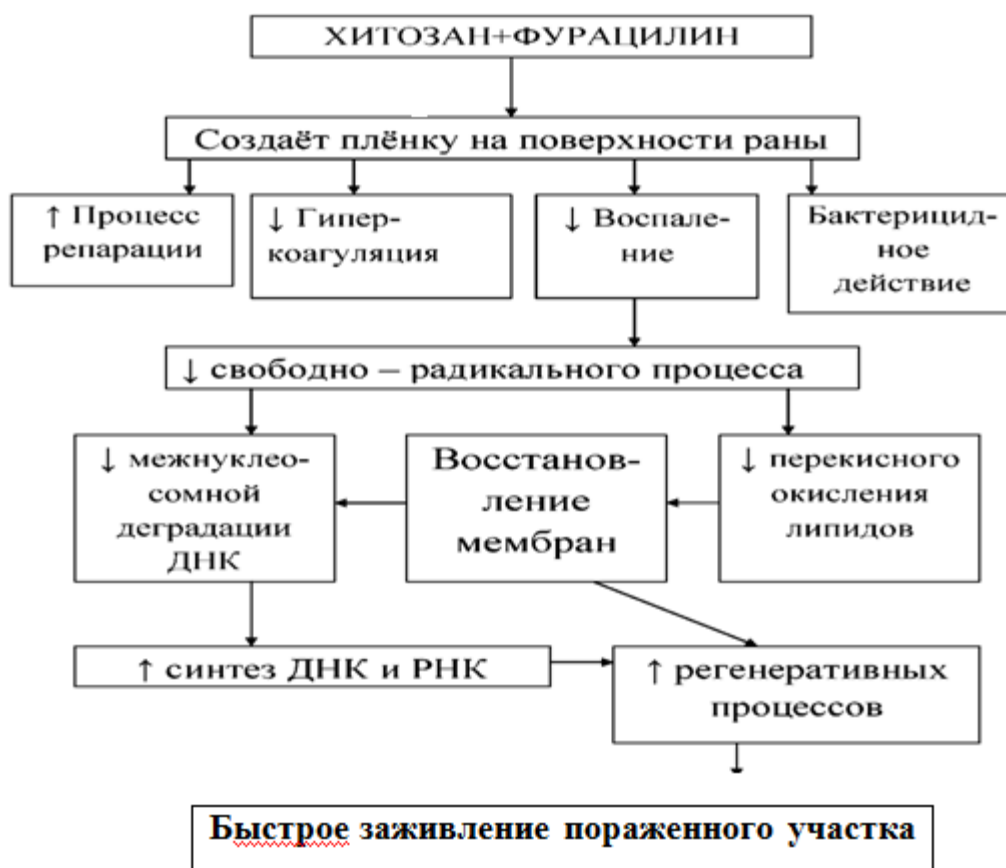 ХИТОЗАН+ФУРАЦИЛИН
Создаёт плёнку на поверхности раны
↑ Процесс
репарации
↓ Гипер-
коагуляция
↓ Воспале-
ние
Бактерицид-
ное
действие
↓ свободно – радикального процесса
↓ межнуклео-
сомной
деградации
ДНК
Восстанов-
ление
мембран
↓ перекисного
окисления
липидов
↑ синтез ДНК и РНК
↑ регенеративных
процессов
Быстрое заживление пораженного участка